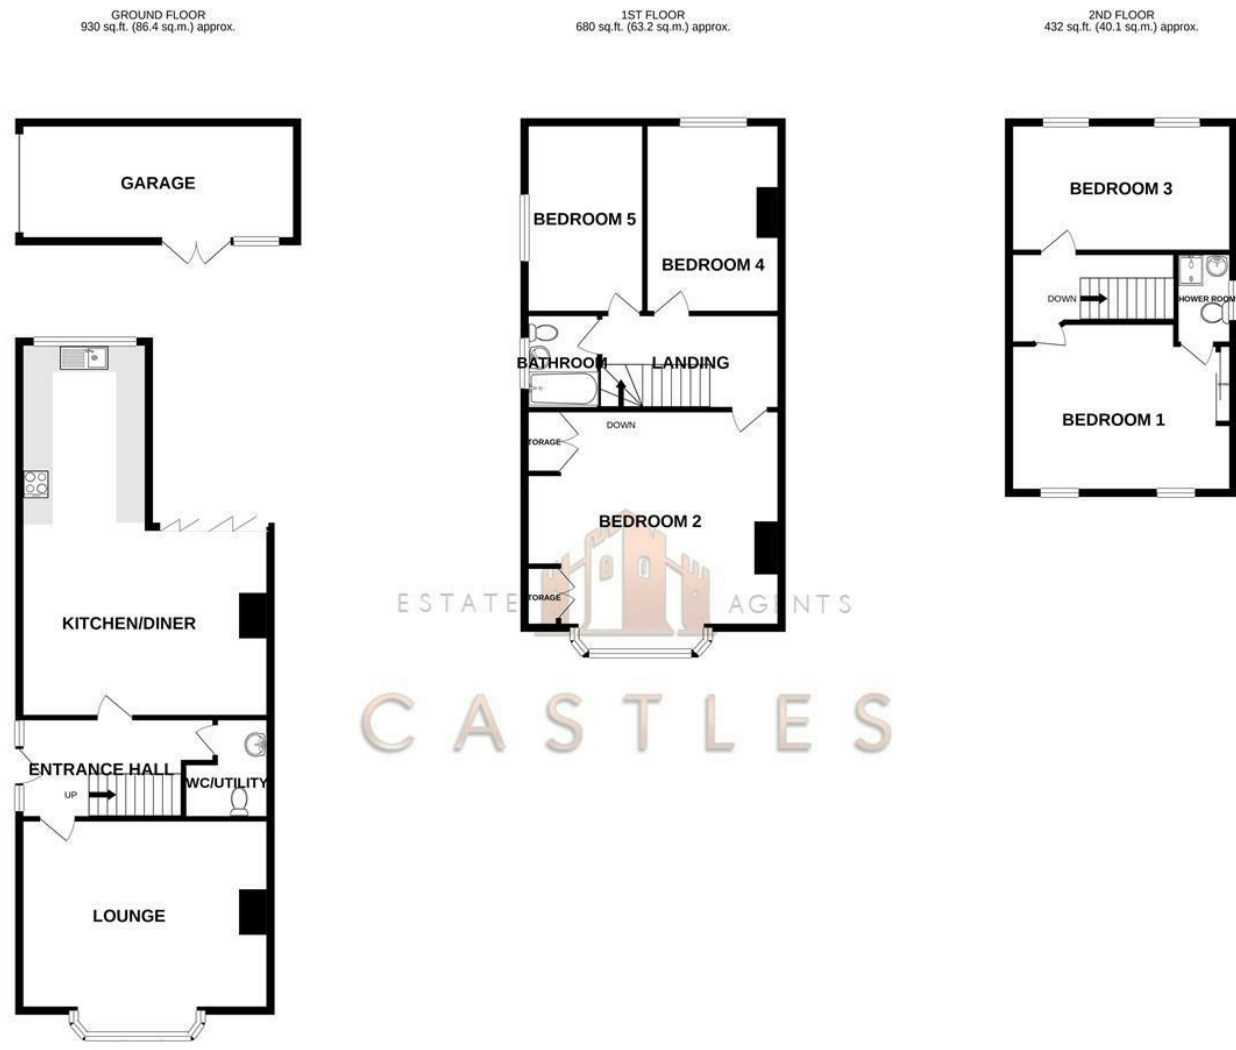 GROUND FLOOR
930 sq.ft. (86.4 sq.m.) approx.
1ST FLOOR
680 sq.ft. (63.2 sq.m.) approx.
2ND FLOOR
432 sq.ft. (40.1 sq.m.) approx.
GARAGE
KITCHEN/DINER
ENTRANCE HALL
WC/UTILITY
UP
LOUNGE
BEDROOM 5
BEDROOM 4
BATHROOM
LANDING
DOWN
TORAGE
BEDROOM 2
TORAGE
BEDROOM 3
DOWN
HOWER ROOM
BEDROOM 1
ESTATE AGENTS
CASTLES